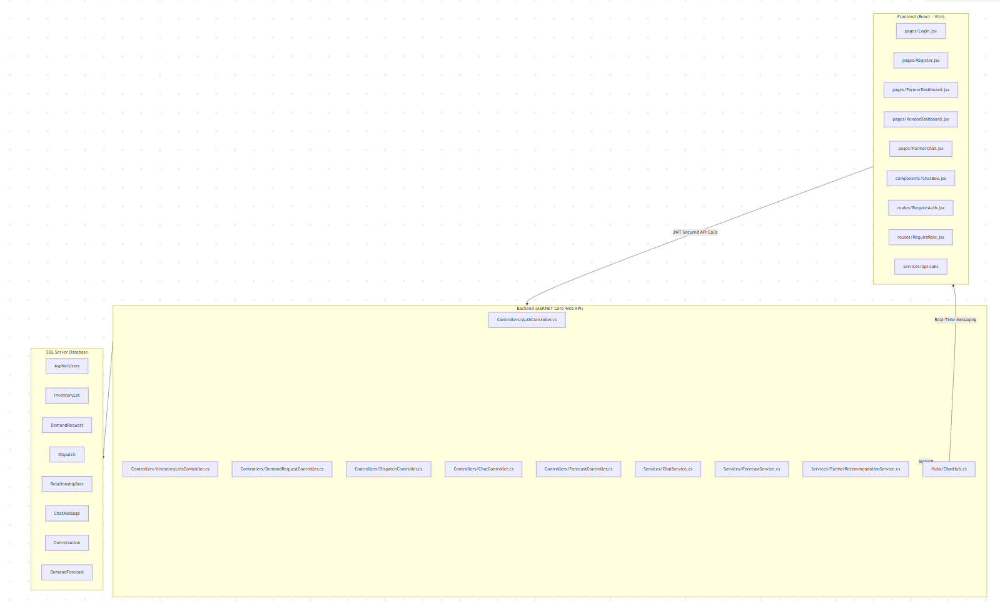 Frontend (React - Vite)
pages/Login.jsx
pages/Register.jsx
pages/FarmerDashboard.jsx
pages/VendorDashboard.jsx
pages/FarmerChat.jsx
components/ChatBox.jsx
routes/RequireAuth.jsx
routes/RequireRole.jsx
services/api calls
JWT Secured API Calls
Real-Time Messaging
Backend (ASP.NET Core Web API)
Controllers/AuthController.cs
Controllers/InventoryLotsController.cs
Controllers/DemandRequestController.cs
Controllers/DispatchController.cs
Controllers/ChatController.cs
Controllers/ForecastController.cs
Services/ChatService.cs
Services/ForecastService.cs
Services/FarmerRecommendationService.cs
SignalR
Hubs/ChatHub.cs
SQL Server Database
AspNetUsers
InventoryLot
DemandRequest
Dispatch
RelationshipStat
ChatMessage
Conversation
DemandForecast